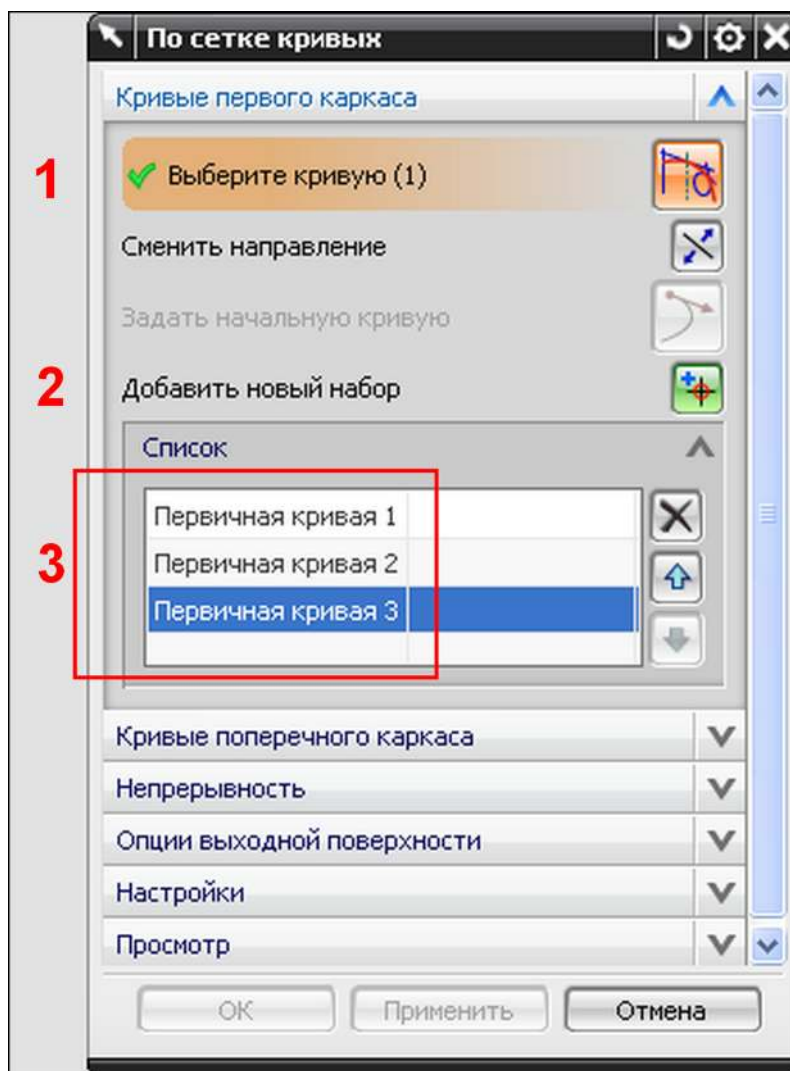 По сетке кривых
Кривые первого каркаса
1
Выберите кривую (1)
Сменить направление
Задать начальную кривую
2
Добавить новый набор
Список
3
Первичная кривая 1
Первичная кривая 2
Первичная кривая 3
Кривые поперечного каркаса
Непрерывность
Опции выходной поверхности
Настройки
Просмотр
ОК Применить Отмена